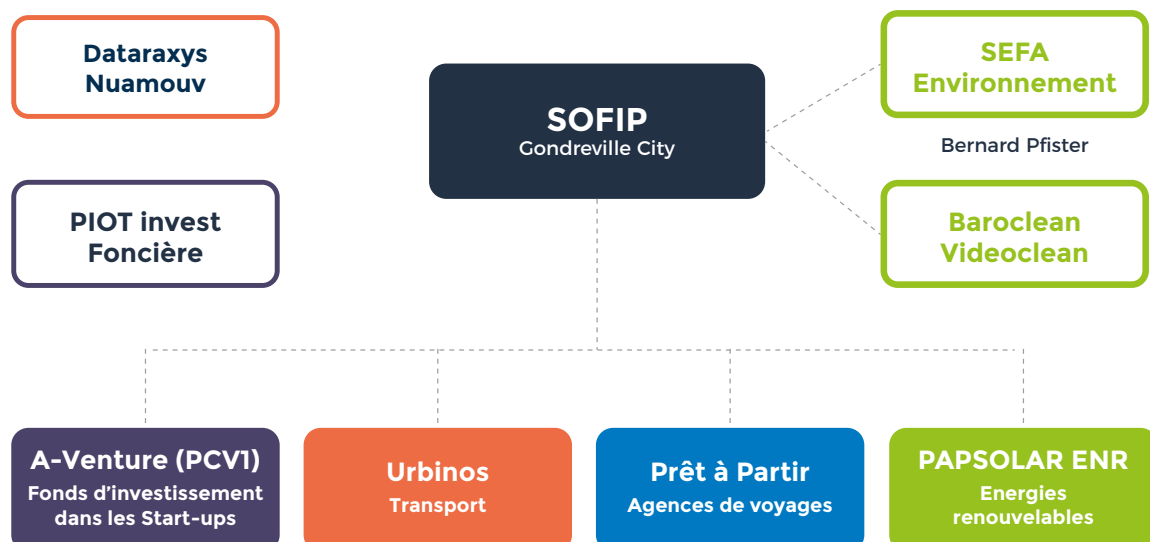 Dataraxys
Nuamouv
SOFIP
Gondreville City
SEFA
Environnement
Bernard Pfister
PIOT invest
Foncière
Baroclean
Videoclean
A-Venture (PCV1)
Fonds d’investissement
dans les Start-ups
Urbinos
Transport
Prêt à Partir
Agences de voyages
PAPSOLAR ENR
Energies
renouvelables